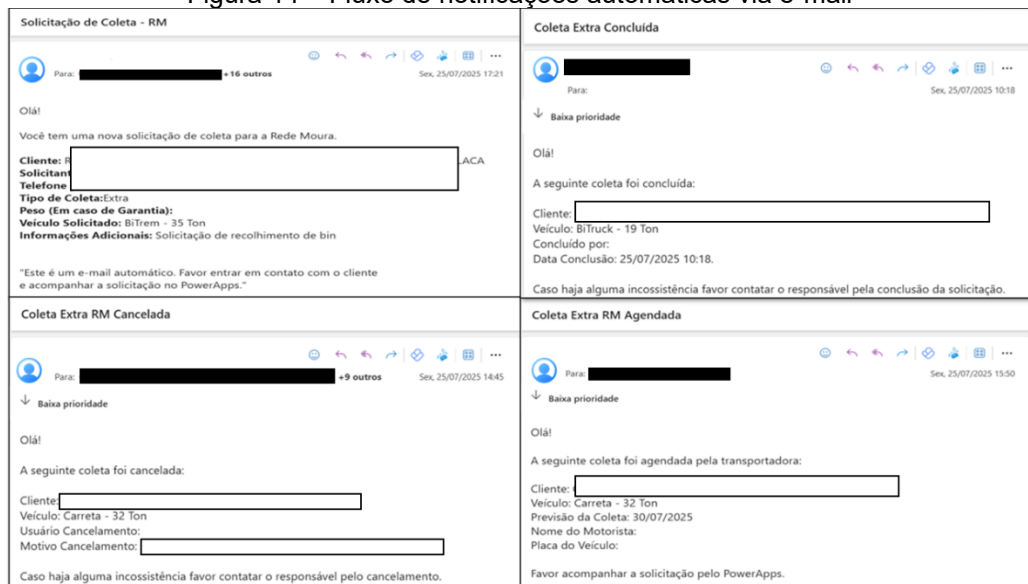 Figura 14 – Fluxo de notificações automáticas via e-mail
Solicitação de Coleta - RM
Para:
+16 outros
Sex, 25/07/2025 17:21
Olá!
Você tem uma nova solicitação de coleta para a Rede Moura.
Cliente: R
ACA
Solicitant
Telefone
Tipo de Coleta:Extra
Peso (Em caso de Garantia):
Veículo Solicitado: BiTrem - 35 Ton
Informações Adicionais: Solicitação de recolhimento de bin
"Este é um e-mail automático. Favor entrar em contato com o cliente
e acompanhar a solicitação no PowerApps."
Coleta Extra Concluída
Para:
Sex, 25/07/2025 10:18
Baixa prioridade
Olá!
A seguinte coleta foi concluída:
Cliente:
Veículo: BiTruck - 19 Ton
Concluído por:
Data Conclusão: 25/07/2025 10:18.
Caso haja alguma incossistência favor contatar o responsável pela conclusão da solicitação.
Coleta Extra RM Cancelada
Para:
+9 outros
Sex, 25/07/2025 14:45
Baixa prioridade
Olá!
A seguinte coleta foi cancelada:
Cliente:
Veículo: Carreta - 32 Ton
Usuário Cancelamento:
Motivo Cancelamento:
Caso haja alguma incossistência favor contatar o responsável pelo cancelamento.
Coleta Extra RM Agendada
Para:
Sex, 25/07/2025 15:50
Baixa prioridade
Olá!
A seguinte coleta foi agendada pela transportadora:
Cliente:
Veículo: Carreta - 32 Ton
Previsão da Coleta: 30/07/2025
Nome do Motorista:
Placa do Veículo:
Favor acompanhar a solicitação pelo PowerApps.